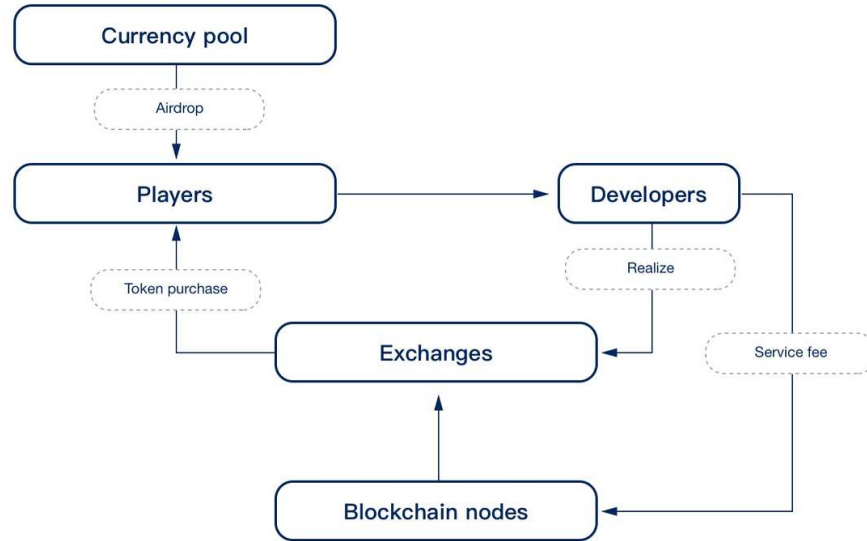 Currency pool
Airdrop
Players
Developers
Token purchase
Realize
Exchanges
Service fee
Blockchain nodes